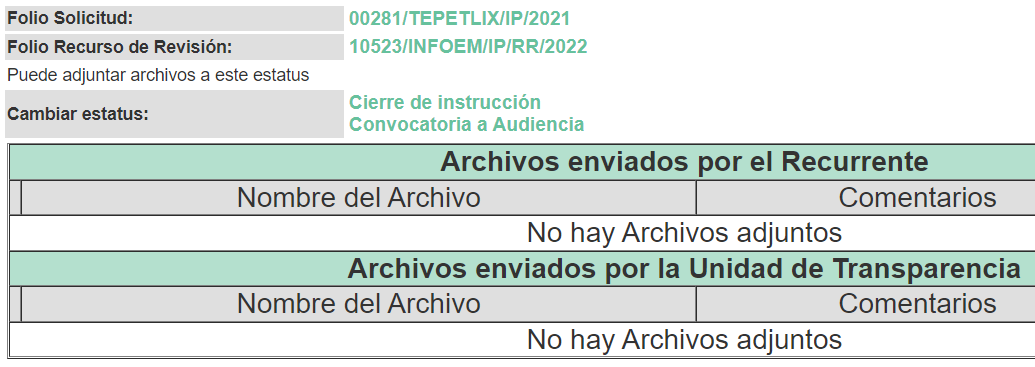 Folio Solicitud: 00281/TEPETLIX/IP/2021
Folio Recurso de Revisión: 10523/INFOEM/IP/RR/2022
Puede adjuntar archivos a este estatus
Cambiar estatus: Cierre de instrucción
Convocatoria a Audiencia
Archivos enviados por el Recurrente
Nombre del Archivo Comentarios
No hay Archivos adjuntos
Archivos enviados por la Unidad de Transparencia
Nombre del Archivo Comentarios
No hay Archivos adjuntos